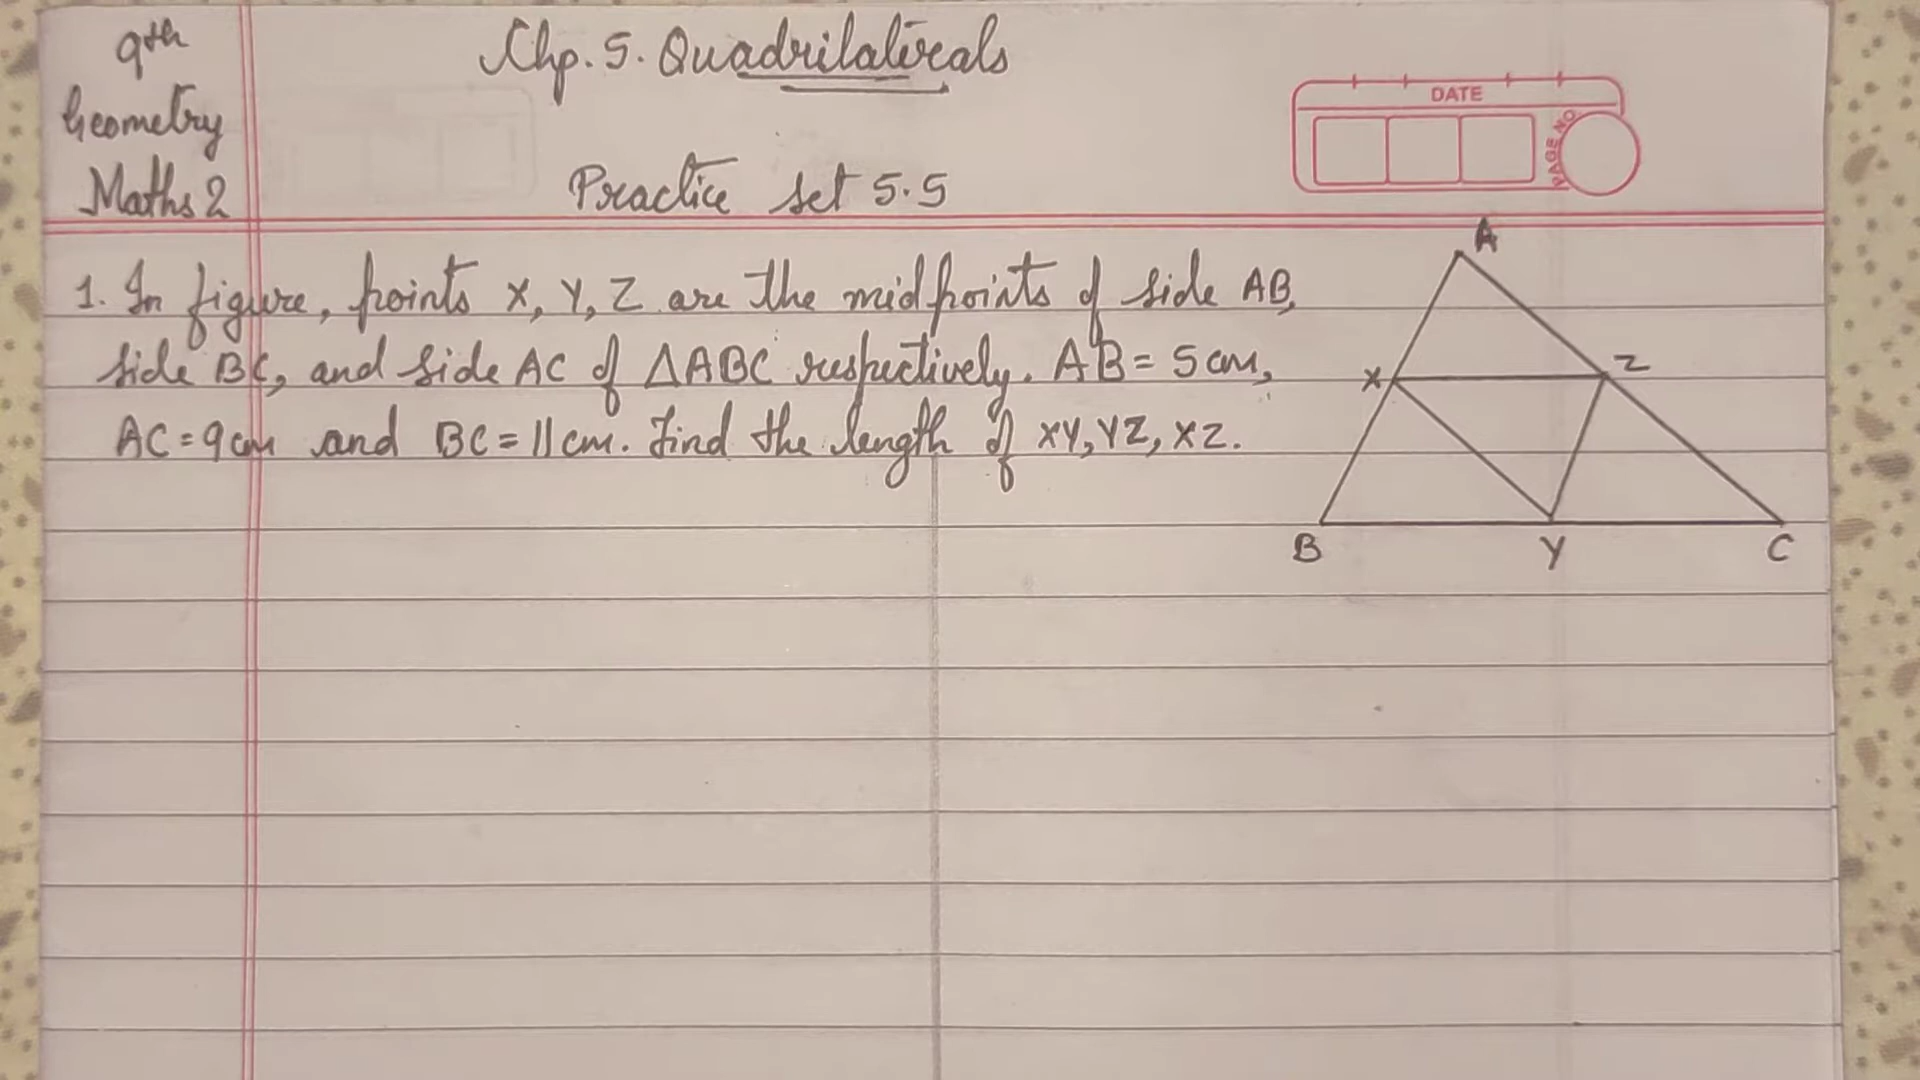 9th
Geometry
Maths 2
Chp. 5. Quadrilaterals
Practice set 5.5
DATE
PAGE NO
1. In figure, points X, Y, Z are the midpoints of side AB,
side BC, and side AC of ΔABC respectively. AB = 5 cm,
AC = 9 cm and BC = 11 cm. Find the length of XY, YZ, XZ.
A
X
Z
B
Y
C